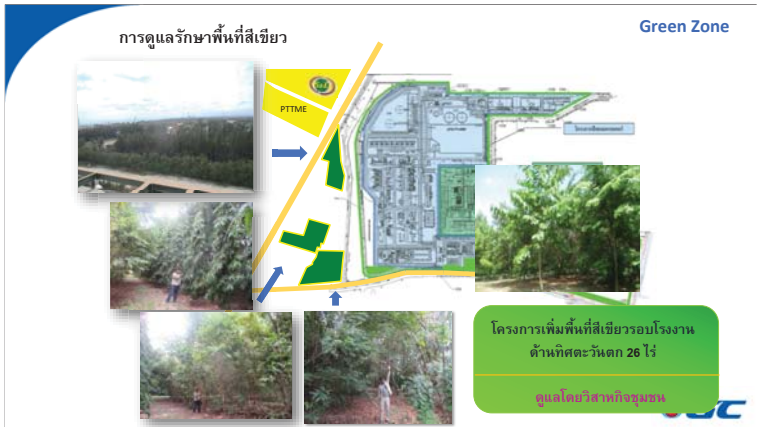 Green Zone
การดูแลรักษาพื้นที่สีเขียว
PTTME
โครงการเพิ่มพื้นที่สีเขียวรอบโรงงาน
ด้านทิศตะวันตก 26 ไร่
ดูแลโดยวิสาหกิจชุมชน